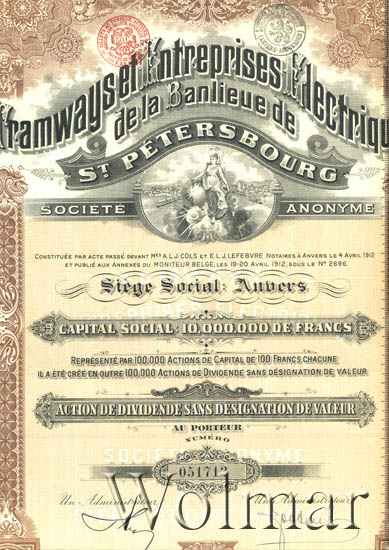 Tramways et Entreprises Electriqu
de la Banlieue de
ST PÉTERSBOURG
SOCIÉTÉ ANONYME
CONSTITUÉE PAR ACTE PASSÉ DEVANT MES A.L.J. COLS ET E.L.J. LEFEBVRE NOTAIRES À ANVERS LE 4 AVRIL 1912
ET PUBLIÉ AUX ANNEXES DU MONITEUR BELGE, LES 19-20 AVRIL 1912, SOUS LE No 2696.
Siège Social: Anvers
CAPITAL SOCIAL: 10,000,000 DE FRANCS
REPRÉSENTÉ PAR 100,000 ACTIONS DE CAPITAL DE 100 FRANCS CHACUNE
IL A ÉTÉ CRÉÉ EN OUTRE 100,000 ACTIONS DE DIVIDENDE SANS DÉSIGNATION DE VALEUR
ACTION DE DIVIDENDE SANS DÉSIGNATION DE VALEUR
AU PORTEUR
NUMÉRO
SOCIÉTÉ ANONYME
051712
Un Administrateur Un Administrateur
Wolmar